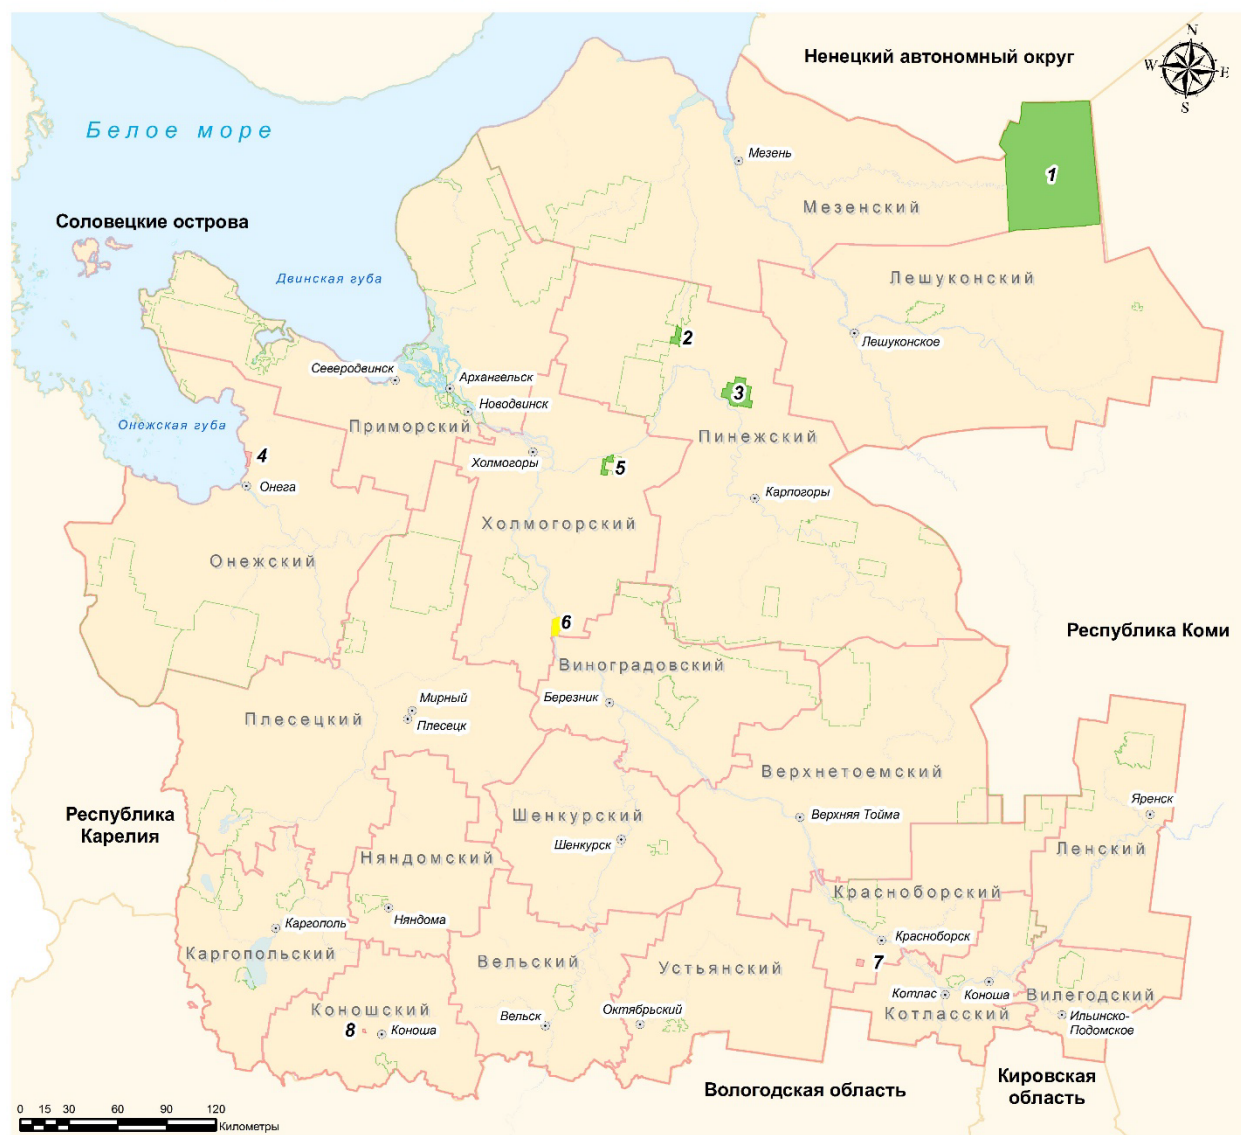 Ненецкий автономный округ
N
W
E
S
Белое море
1
Мезень
Мезенский
Соловецкие острова
Двинская губа
Лешуконский
2
Лешуконское
Северодвинск
Архангельск
3
Новодвинск
Онежская губа
Приморский
Пинежский
4
Холмогоры
5
Онега
Карпогоры
Холмогорский
Онежский
6
Республика Коми
Виноградовский
Мирный
Березник
Плесецкий
Плесецк
Верхнетоемский
Яренск
Республика
Карелия
Шенкурский
Верхняя Тойма
Шенкурск
Ленский
Няндомский
Красноборский
Няндома
Каргополь
Красноборск
Каргопольский
Вельский
Устьянский
7
Котлас
Коноша
Вилегодский
Коношский
Октябрьский
Котласский
Ильинско-
Подомское
Вельск
8
Коноша
Кировская
область
Вологодская область
0 15 30 60 90 120
Километры